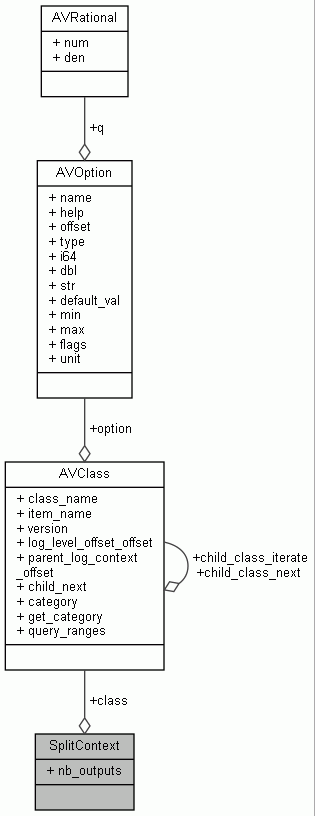 AVRational
+ num
+ den
+q
AVOption
+ name
+ help
+ offset
+ type
+ i64
+ dbl
+ str
+ default_val
+ min
+ max
+ flags
+ unit
+option
AVClass
+ class_name
+ item_name
+ version
+ log_level_offset_offset
+ parent_log_context
_offset
+ child_next
+ category
+ get_category
+ query_ranges
+child_class_iterate
+child_class_next
+class
SplitContext
+ nb_outputs